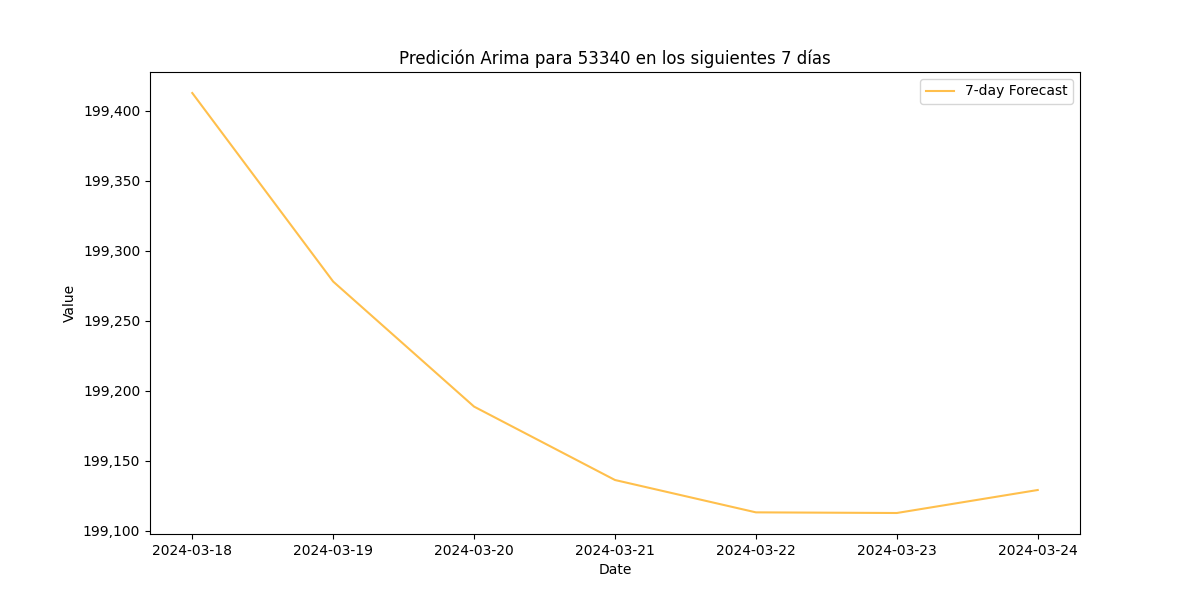 Predición Arima para 53340 en los siguientes 7 días
7-day Forecast
199,400
199,350
199,300
199,250
199,200
199,150
199,100
Value
2024-03-18 2024-03-19 2024-03-20 2024-03-21 2024-03-22 2024-03-23 2024-03-24
Date